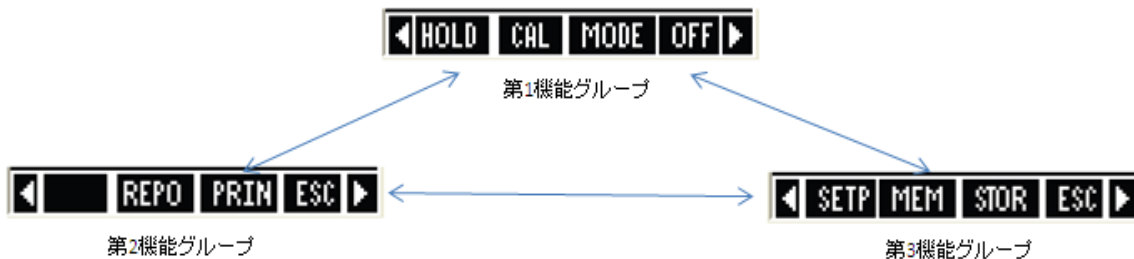 ◀ HOLD CAL MODE OFF ▶
第1機能グループ
◀ REPO PRIN ESC ▶
第2機能グループ
◀ SETP MEM STOR ESC ▶
第3機能グループ